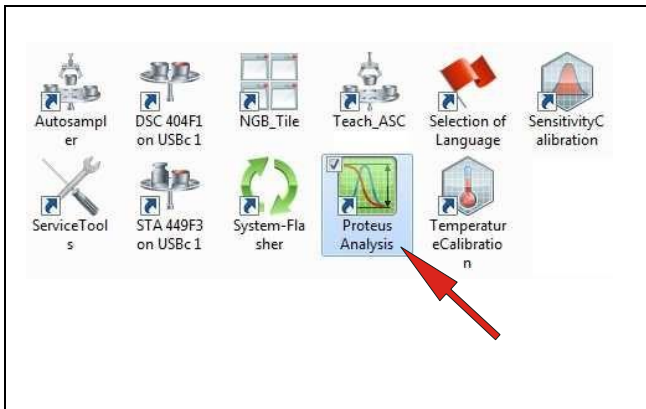 Autosampl
er
DSC 404F1
on USBc 1
NGB_Tile
Teach_ASC
Selection of
Language
SensitivityC
alibration
ServiceTool
s
STA 449F3
on USBc 1
System-Fla
sher
Proteus
Analysis
Temperatur
eCalibratio
n